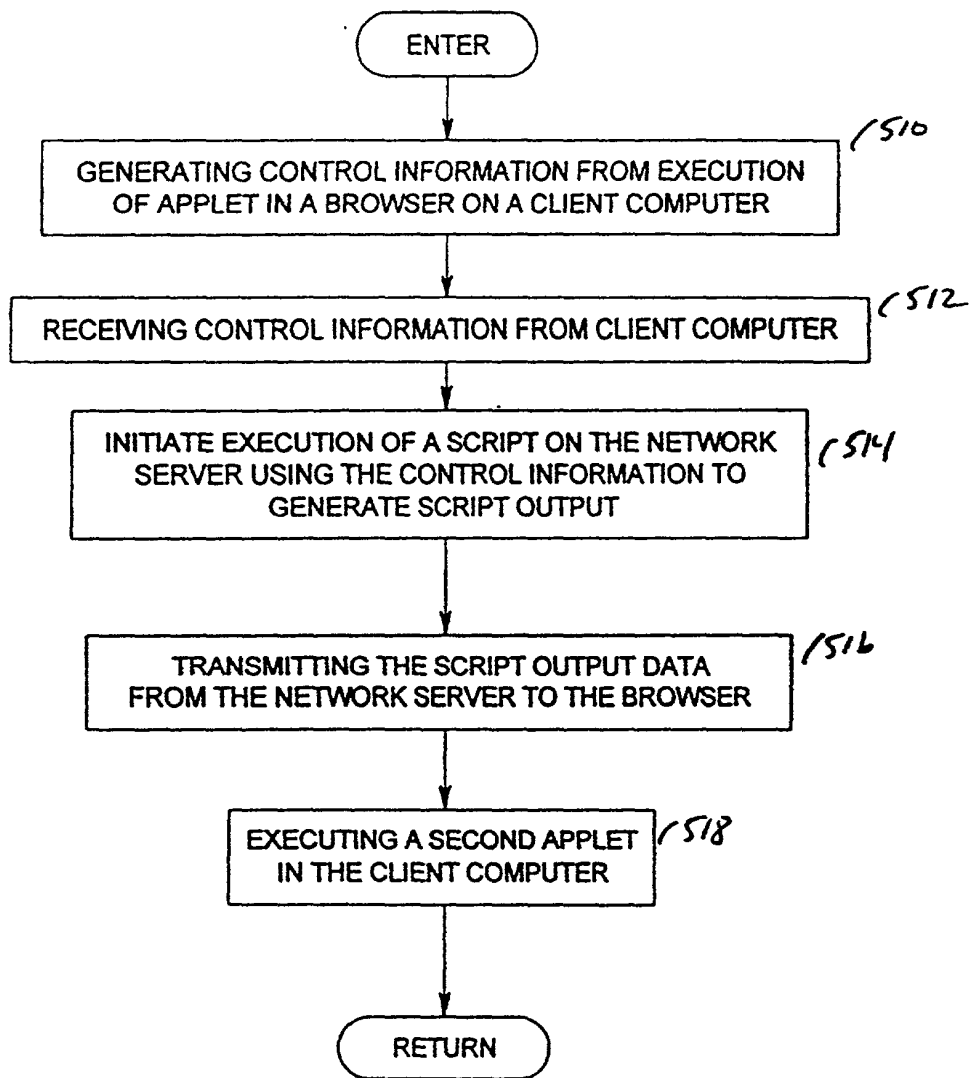 ENTER
510
GENERATING CONTROL INFORMATION FROM EXECUTION
OF APPLET IN A BROWSER ON A CLIENT COMPUTER
512
RECEIVING CONTROL INFORMATION FROM CLIENT COMPUTER
INITIATE EXECUTION OF A SCRIPT ON THE NETWORK
SERVER USING THE CONTROL INFORMATION TO
GENERATE SCRIPT OUTPUT
514
TRANSMITTING THE SCRIPT OUTPUT DATA
FROM THE NETWORK SERVER TO THE BROWSER
516
EXECUTING A SECOND APPLET
IN THE CLIENT COMPUTER
518
RETURN